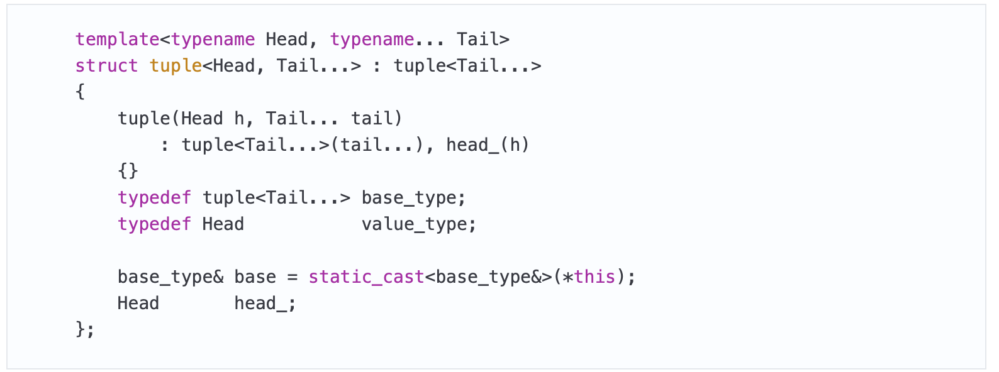 template<typename Head, typename... Tail>
struct tuple<Head, Tail...> : tuple<Tail...>
{
    tuple(Head h, Tail... tail)
        : tuple<Tail...>(tail...), head_(h)
    {}
    typedef tuple<Tail...> base_type;
    typedef Head           value_type;

    base_type& base = static_cast<base_type&>(*this);
    Head       head_;
};